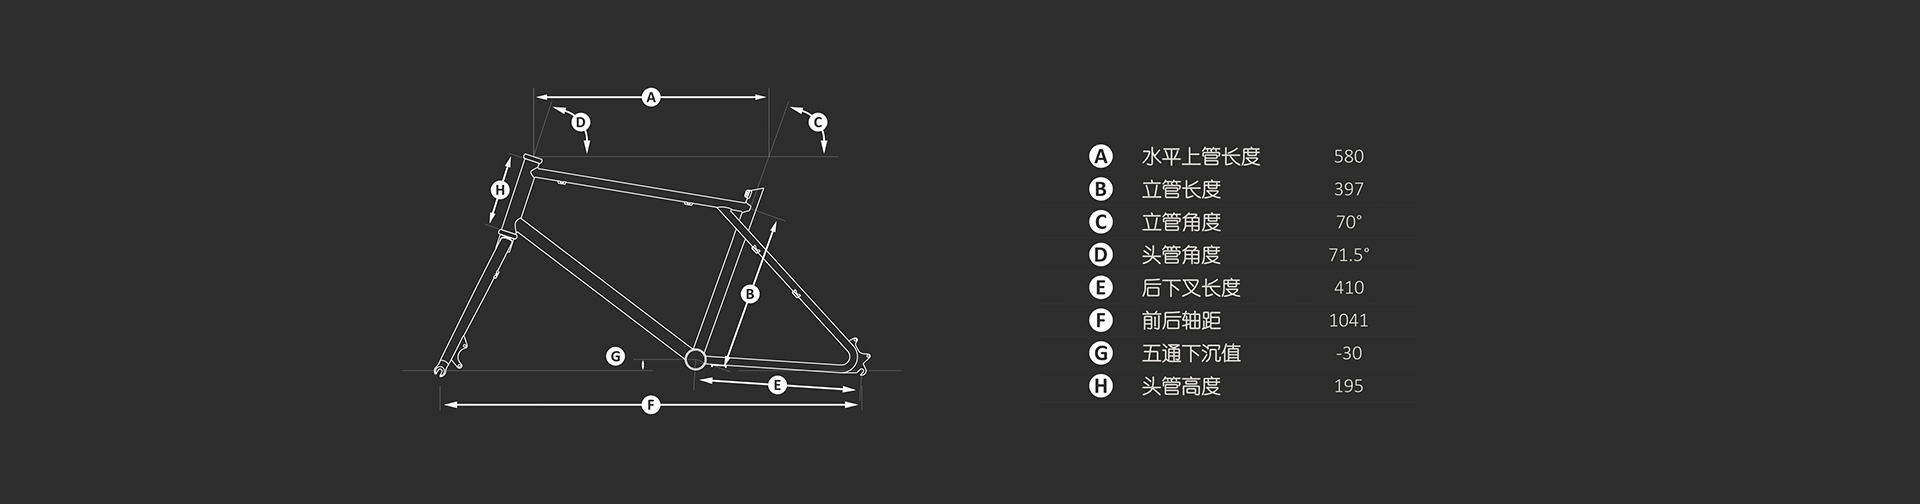 A
D
C
H
B
G
E
F
A 水平上管长度 580
B 立管长度 397
C 立管角度 70°
D 头管角度 71.5°
E 后下叉长度 410
F 前后轴距 1041
G 五通下沉值 -30
H 头管高度 195